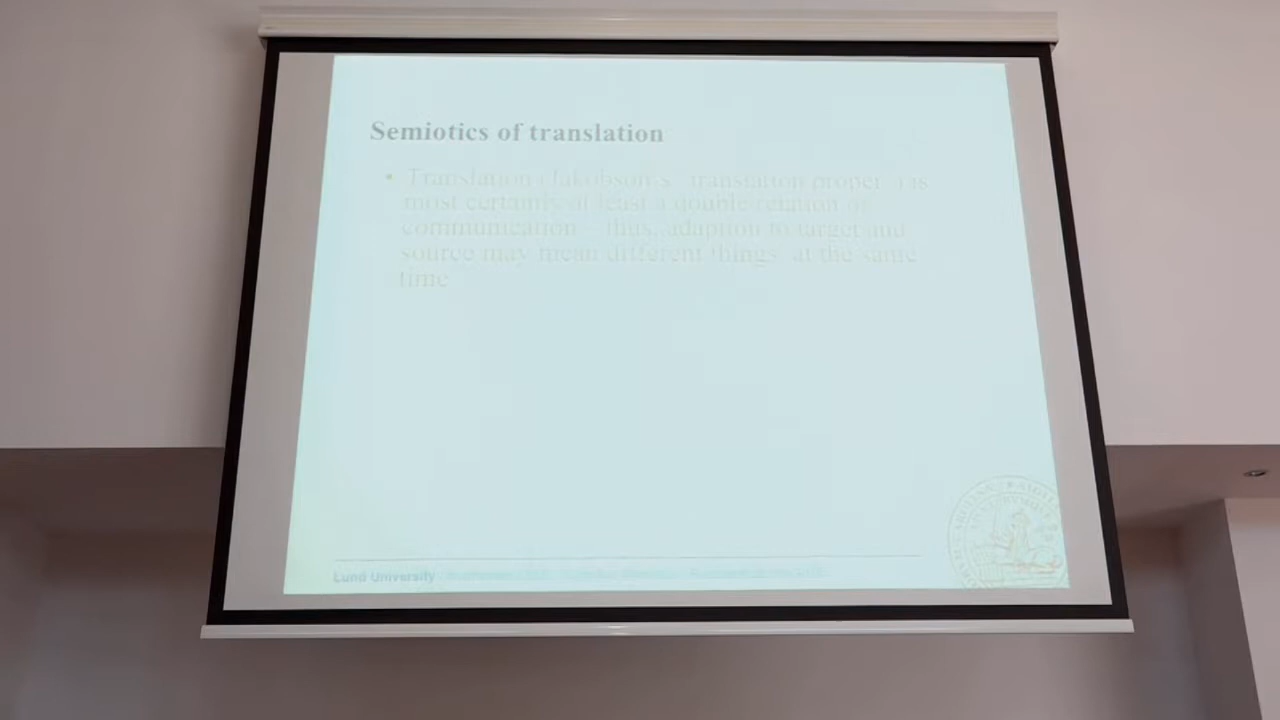 Semiotics of translation
• Translation (Jakobson's "translation proper") is
most certainly at least a double relation of
communication – thus, adaption to target and
source may mean different things, at the same
time
Lund University